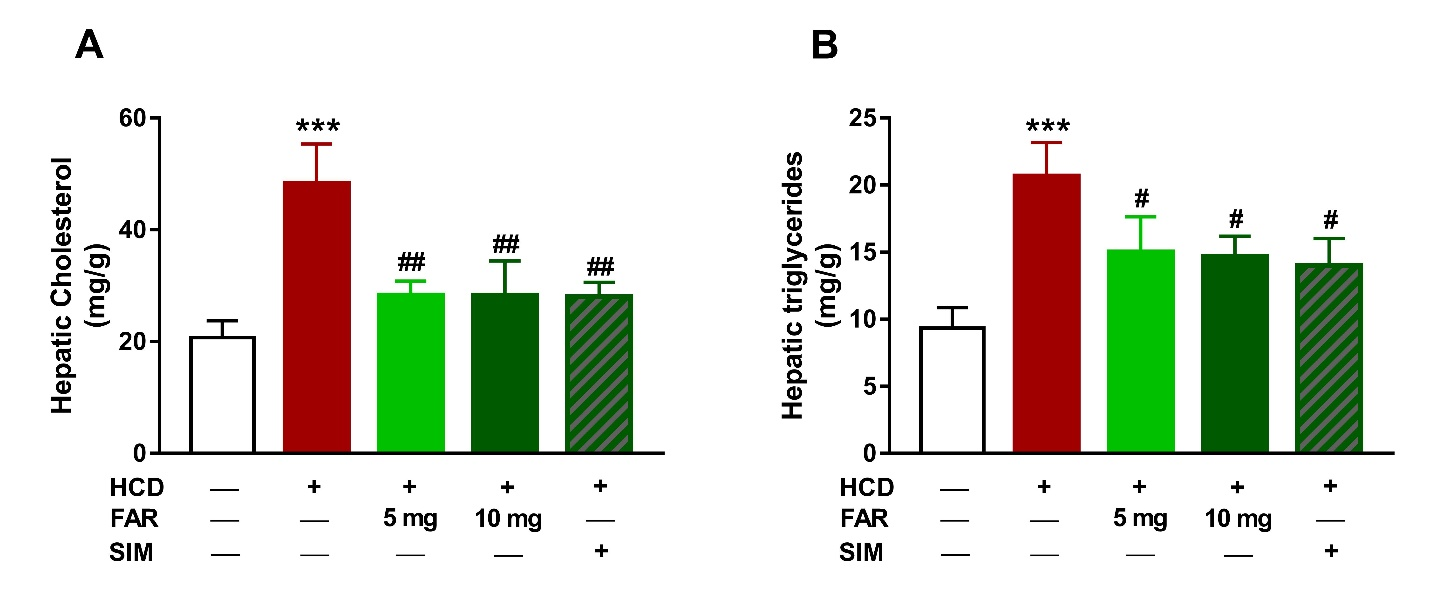 A
Hepatic Cholesterol
(mg/g)
60
40
20
0
***
##
##
##
HCD — + + + +
FAR — — 5 mg 10 mg —
SIM — — — — +
B
Hepatic triglycerides
(mg/g)
25
20
15
10
5
0
***
#
#
#
HCD — + + + +
FAR — — 5 mg 10 mg —
SIM — — — — +